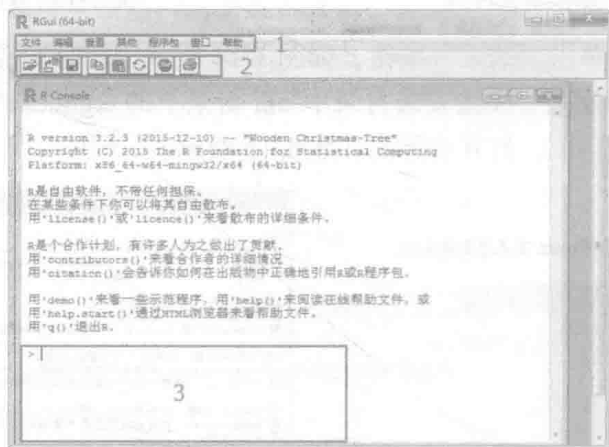 RGui (64-bit)
文件 编辑 查看 其他 程序包 窗口 帮助 1
2
R Console
R version 3.2.3 (2015-12-10) -- "Wooden Christmas-Tree"
Copyright (C) 2015 The R Foundation for Statistical Computing
Platform: x86_64-w64-mingw32/x64 (64-bit)
R是自由软件，不带任何担保。
在某些条件下你可以将其自由散布。
用'license()'或'licence()'来看散布的详细条件。
R是个合作计划，有许多人为之做出了贡献.
用'contributors()'来看合作者的详细情况
用'citation()'会告诉你如何在出版物中正确地引用R或R程序包。
用'demo()'来看一些示范程序，用'help()'来阅读在线帮助文件，或
用'help.start()'通过HTML浏览器来看帮助文件。
用'q()'退出R.
>
3